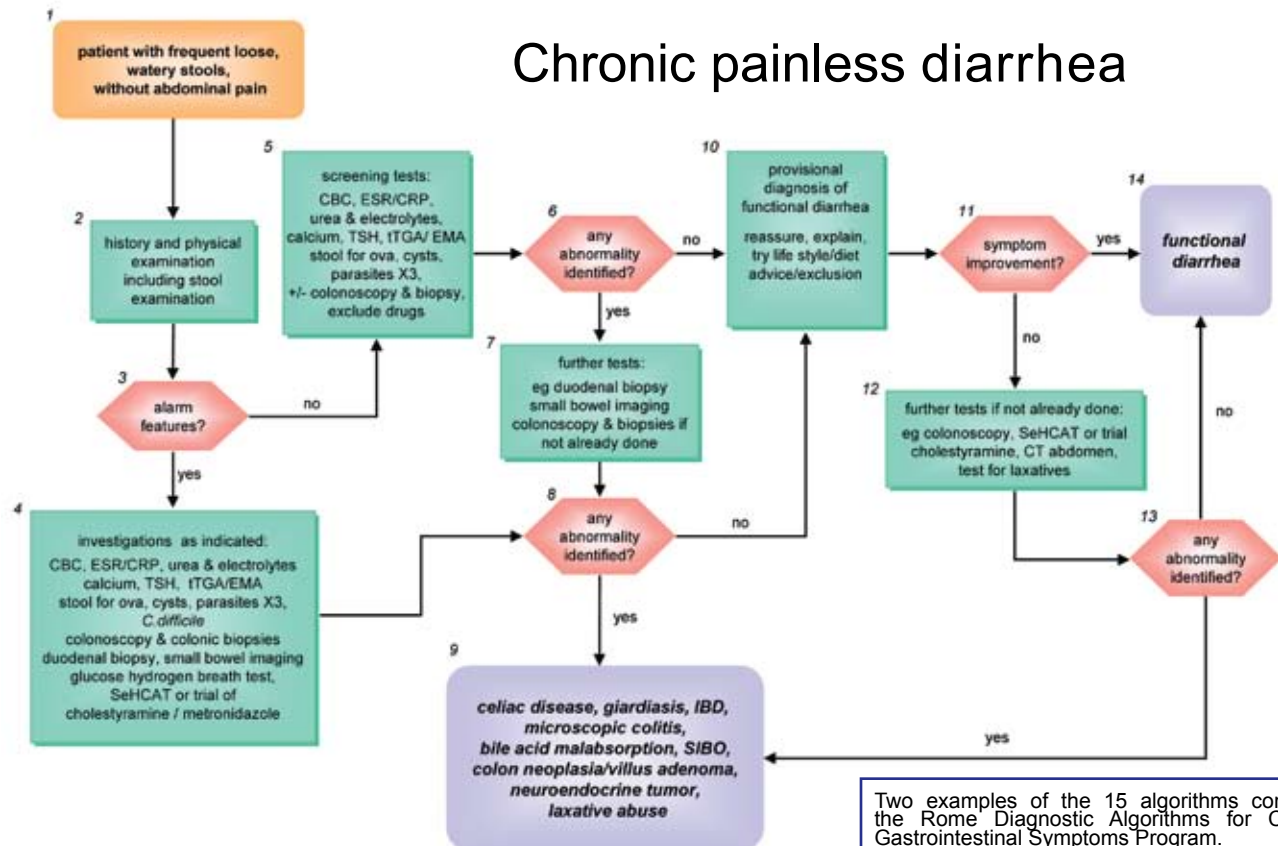 Chronic painless diarrhea
1
patient with frequent loose,
watery stools,
without abdominal pain
2
history and physical
examination
including stool
examination
3
alarm
features?
no
yes
4
investigations as indicated:
CBC, ESR/CRP, urea & electrolytes
calcium, TSH, tTGA/EMA
stool for ova, cysts, parasites X3,
C.difficile
colonoscopy & colonic biopsies
duodenal biopsy, small bowel imaging
glucose hydrogen breath test,
SeHCAT or trial of
cholestyramine / metronidazole
5
screening tests:
CBC, ESR/CRP,
urea & electrolytes,
calcium, TSH, tTGA/ EMA
stool for ova, cysts,
parasites X3,
+/- colonoscopy & biopsy,
exclude drugs
6
any
abnormality
identified?
no
yes
7
further tests:
eg duodenal biopsy
small bowel imaging
colonoscopy & biopsies if
not already done
8
any
abnormality
identified?
no
yes
9
celiac disease, giardiasis, IBD,
microscopic colitis,
bile acid malabsorption, SIBO,
colon neoplasia/villus adenoma,
neuroendocrine tumor,
laxative abuse
10
provisional
diagnosis of
functional diarrhea
reassure, explain,
try life style/diet
advice/exclusion
11
symptom
improvement?
yes
no
12
further tests if not already done:
eg colonoscopy, SeHCAT or trial
cholestyramine, CT abdomen,
test for laxatives
13
any
abnormality
identified?
no
yes
14
functional
diarrhea
Two examples of the 15 algorithms
the Rome Diagnostic Algorithms for
Gastrointestinal Symptoms Program.